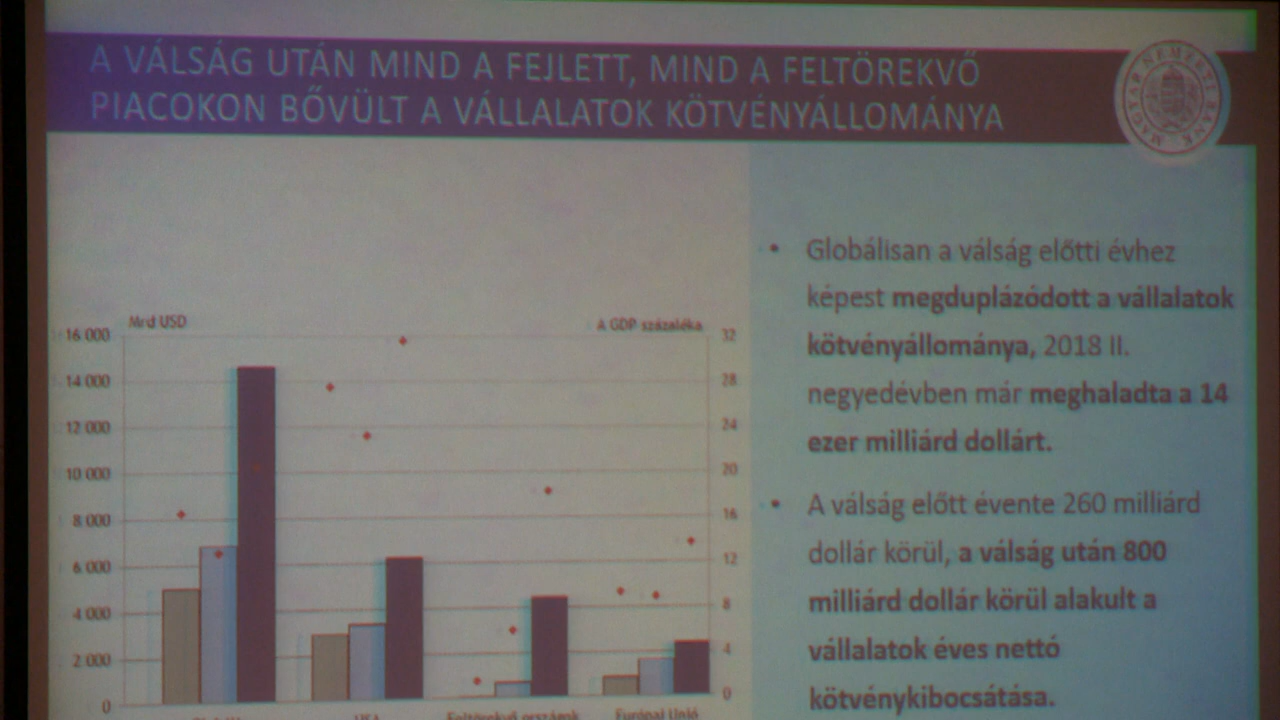 A VÁLSÁG UTÁN MIND A FEJLETT, MIND A FELTÖREKVŐ
PIACOKON BŐVÜLT A VÁLLALATOK KÖTVÉNYÁLLOMÁNYA
MAGYAR NEMZETI BANK
Mrd USD
A GDP százaléka
16 000
14 000
12 000
10 000
8 000
6 000
4 000
2 000
0
32
28
24
20
16
12
8
4
0
USA
Feltörekvő országok
Európai Unió
• Globálisan a válság előtti évhez
képest megduplázódott a vállalatok
kötvényállománya, 2018 II.
negyedévben már meghaladta a 14
ezer milliárd dollárt.
• A válság előtt évente 260 milliárd
dollár körül, a válság után 800
milliárd dollár körül alakult a
vállalatok éves nettó
kötvénykibocsátása.